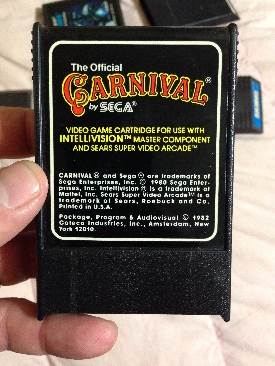 The Official
CARNIVAL®
by SEGA®
VIDEO GAME CARTRIDGE FOR USE WITH
INTELLIVISION™ MASTER COMPONENT
AND SEARS SUPER VIDEO ARCADE™
CARNIVAL® and Sega® are trademarks of
Sega Enterprises, Inc. © 1980 Sega Enter-
prises, Inc. Intellivision® is a trademark of
Mattel, Inc. Sears Super Video Arcade™ is a
trademark of Sears, Roebuck and Co.
Printed in U.S.A.
Package, Program & Audiovisual © 1982
Coleco Industries, Inc., Amsterdam, New
York 12010.